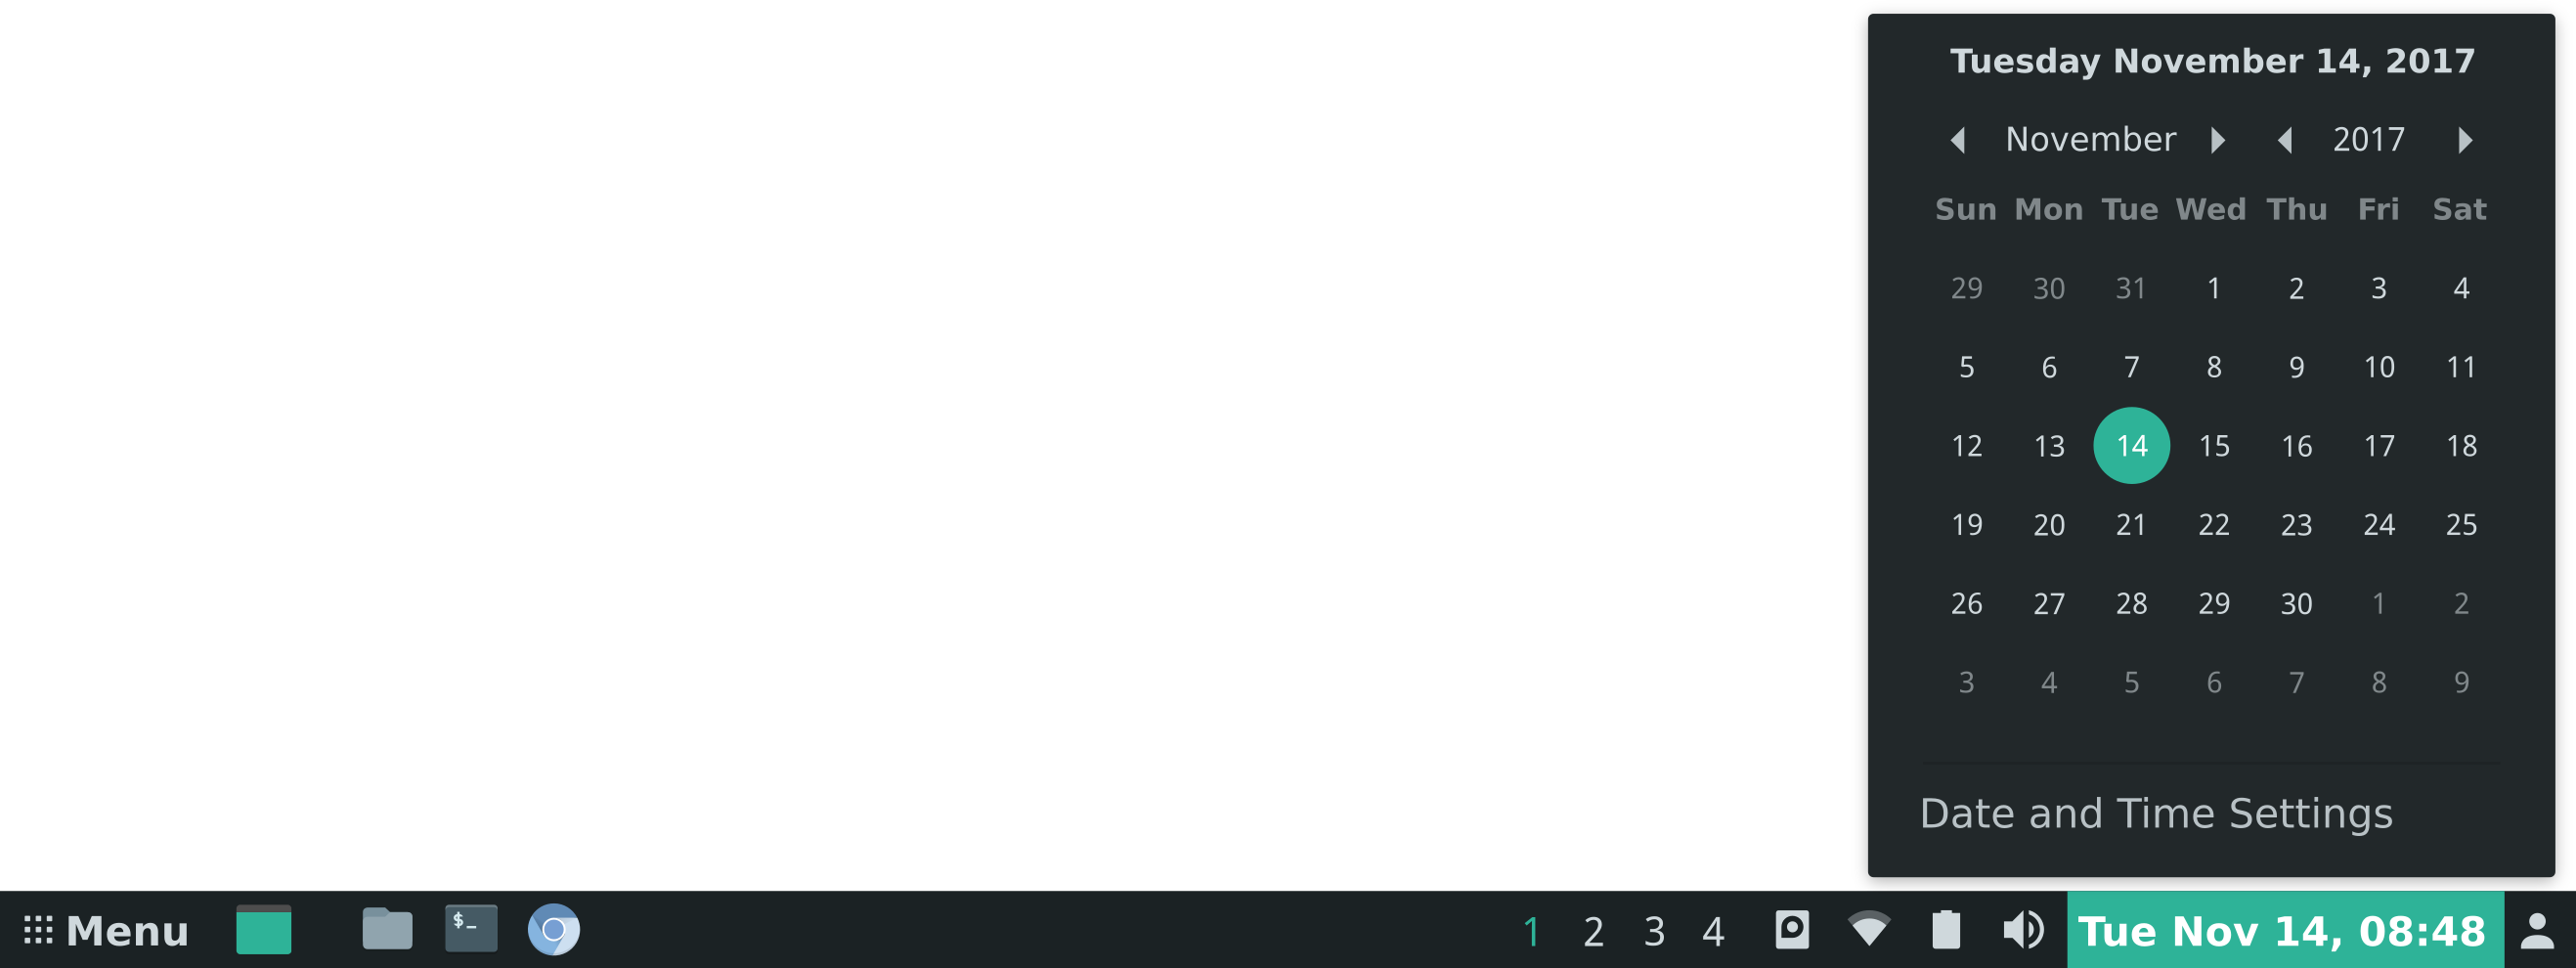 Tuesday November 14, 2017
November 2017
Sun Mon Tue Wed Thu Fri Sat
29 30 31 1 2 3 4
5 6 7 8 9 10 11
12 13 14 15 16 17 18
19 20 21 22 23 24 25
26 27 28 29 30 1 2
3 4 5 6 7 8 9
Date and Time Settings
Menu $_ 1 2 3 4 Tue Nov 14, 08:48